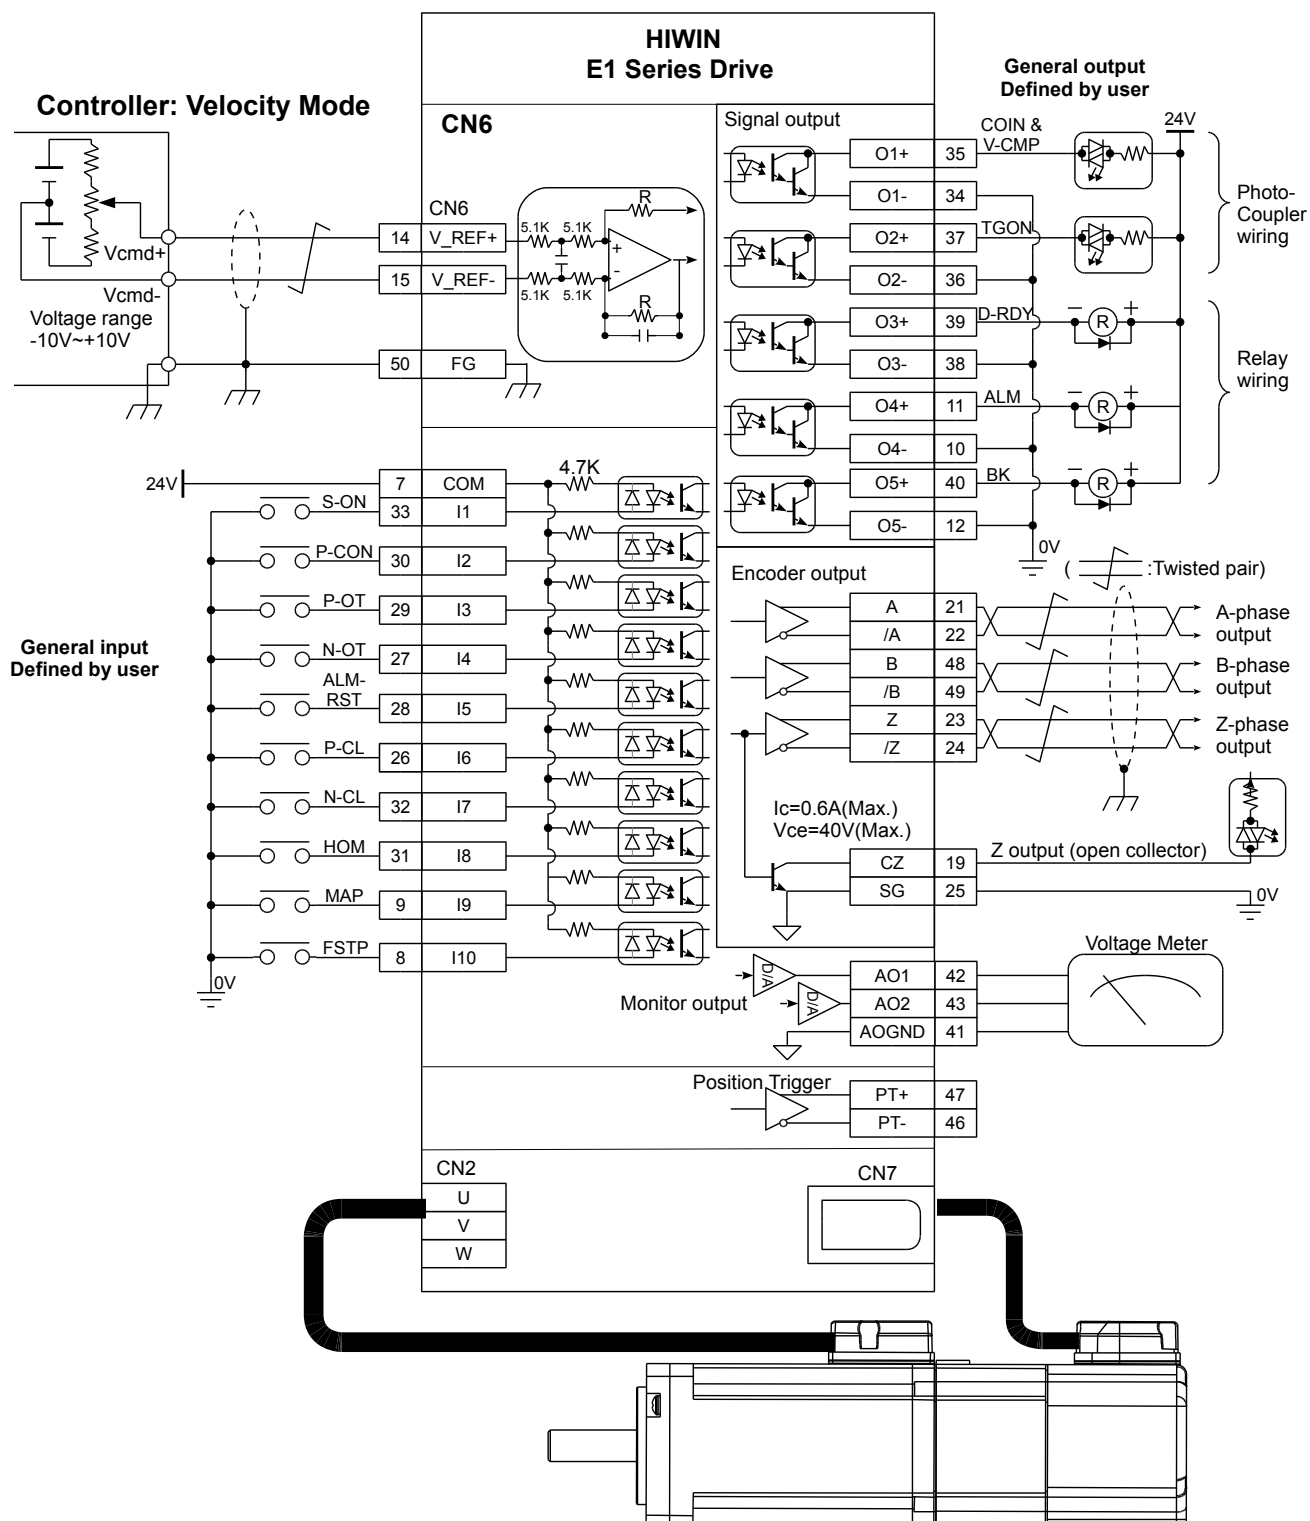 HIWIN
E1 Series Drive
General output
Defined by user
Controller: Velocity Mode
CN6
Signal output
COIN &
V-CMP
24V
O1+ 35
O1- 34
Photo-
Coupler
wiring
CN6
R
14 V_REF+
5.1K 5.1K
+
-
Vcmd+
15 V_REF-
5.1K 5.1K
R
Vcmd-
Voltage range
-10V~+10V
50 FG
O2+ 37 TGON
O2- 36
O3+ 39 D-RDY
- R +
O3- 38
Relay
wiring
O4+ 11 ALM
- R +
O4- 10
O5+ 40 BK
- R +
O5- 12
0V
( :Twisted pair)
24V
7 COM
4.7K
S-ON 33 I1
P-CON 30 I2
P-OT 29 I3
General input
Defined by user
N-OT 27 I4
ALM-
RST 28 I5
P-CL 26 I6
N-CL 32 I7
HOM 31 I8
MAP 9 I9
FSTP 8 I10
0V
Encoder output
A 21
/A 22
A-phase
output
B 48
/B 49
B-phase
output
Z 23
/Z 24
Z-phase
output
Ic=0.6A(Max.)
Vce=40V(Max.)
CZ 19
Z output (open collector)
SG 25
0V
Voltage Meter
Monitor output
D/A
D/A
AO1 42
AO2 43
AOGND 41
Position Trigger
PT+ 47
PT- 46
CN2
U
V
W
CN7